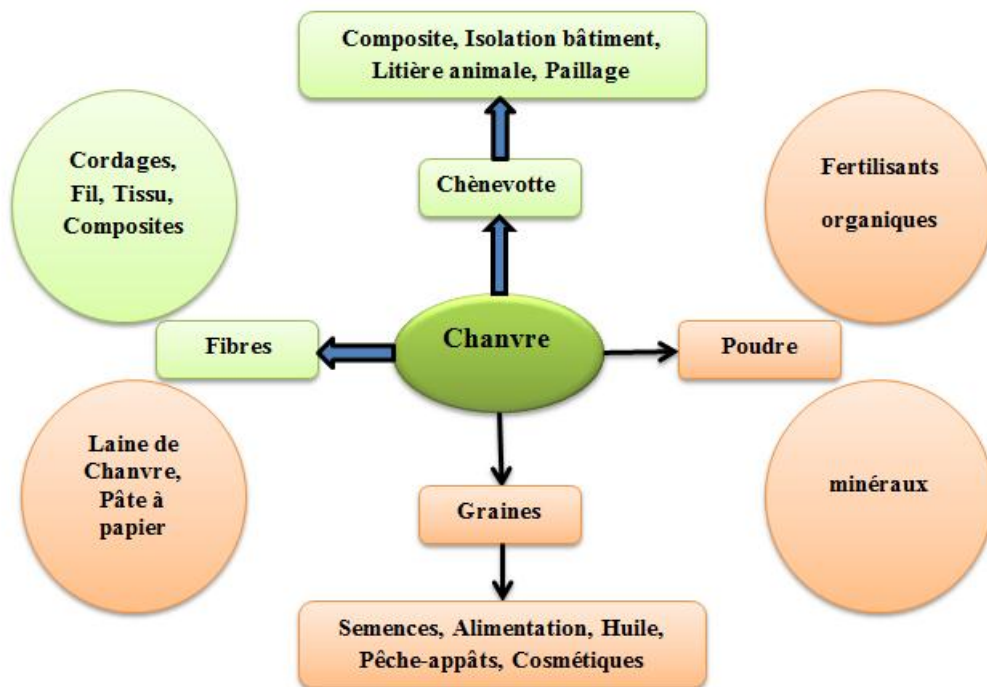 Composite, Isolation bâtiment,
Litière animale, Paillage
Cordages,
Fil, Tissu,
Composites
Chènevotte
Fertilisants
organiques
Fibres
Chanvre
Poudre
Laine de
Chanvre,
Pâte à
papier
Graines
minéraux
Semences, Alimentation, Huile,
Pêche-appâts, Cosmétiques